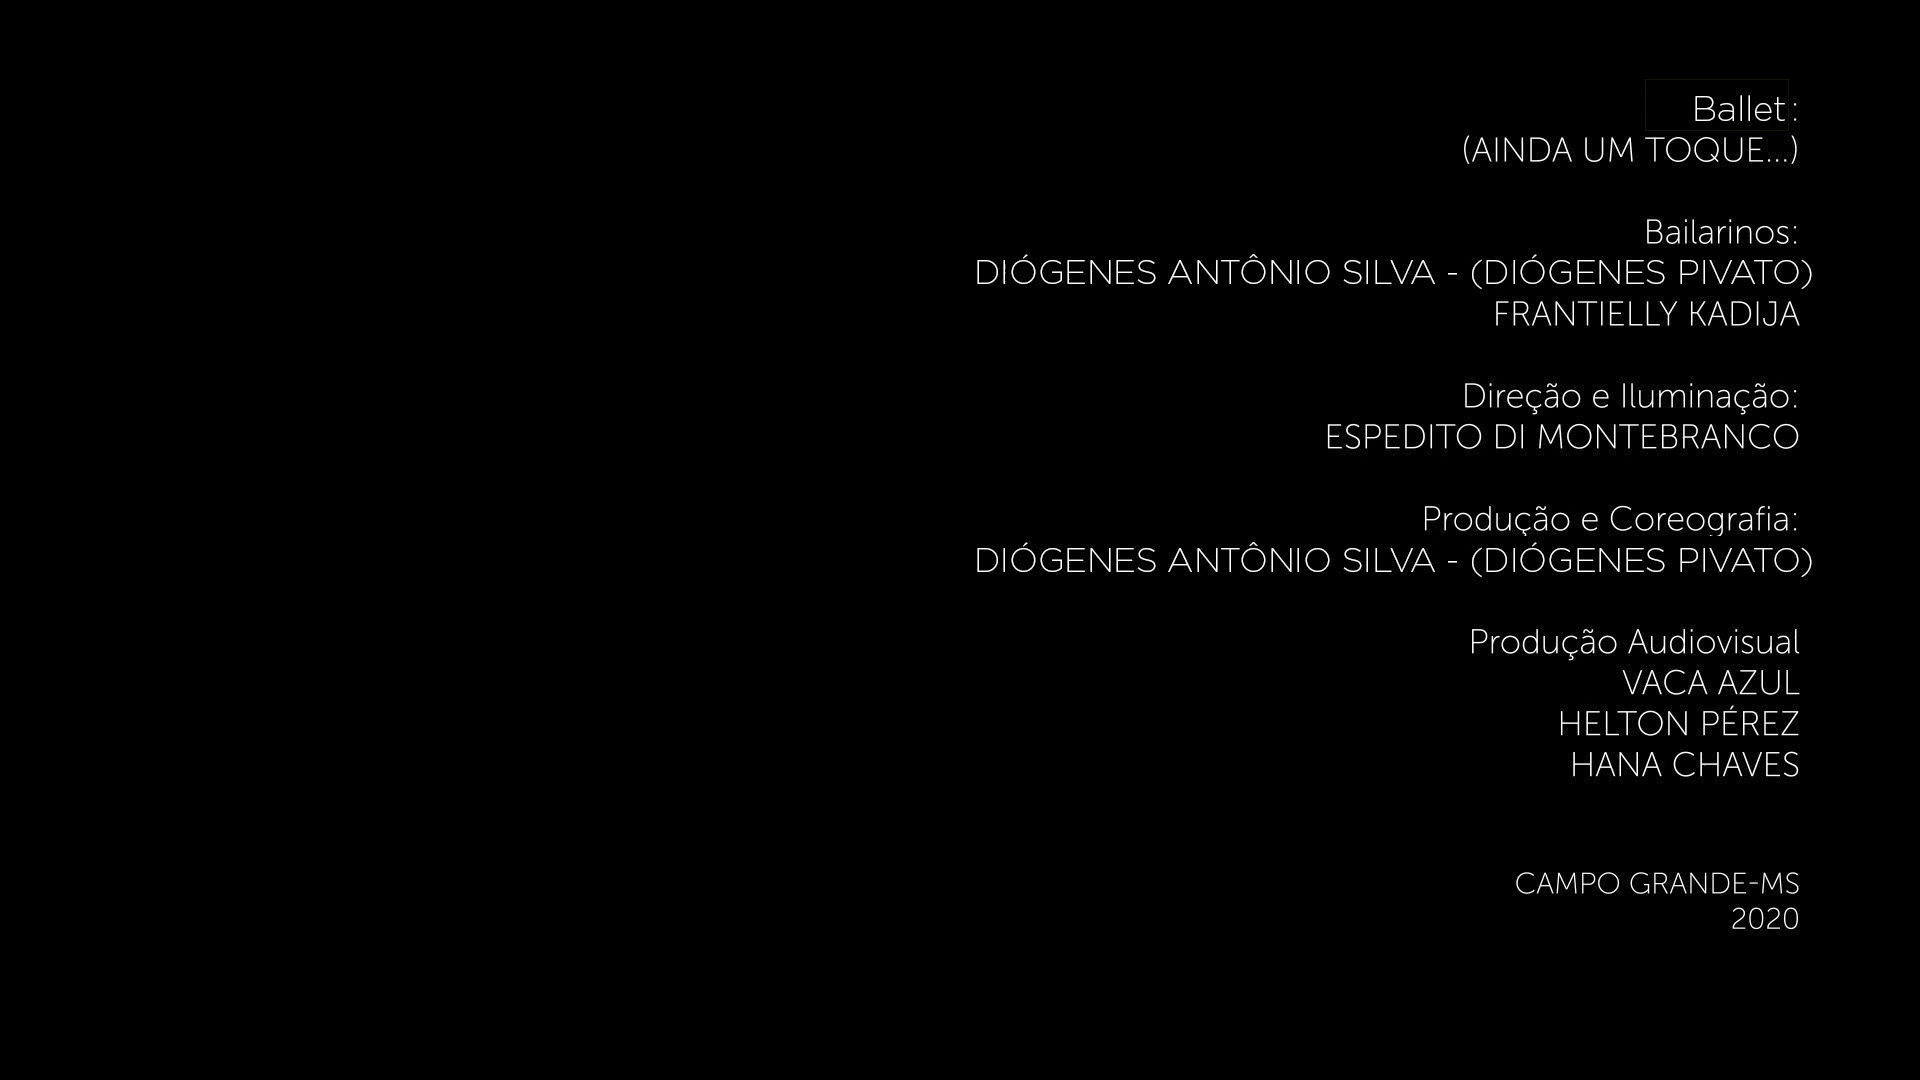 Ballet:
(AINDA UM TOQUE...)
Bailarinos:
DIÓGENES ANTÔNIO SILVA - (DIÓGENES PIVATO)
FRANTIELLY KADIJA
Direção e Iluminação:
ESPEDITO DI MONTEBRANCO
Produção e Coreografia:
DIÓGENES ANTÔNIO SILVA - (DIÓGENES PIVATO)
Produção Audiovisual
VACA AZUL
HELTON PÉREZ
HANA CHAVES
CAMPO GRANDE-MS
2020